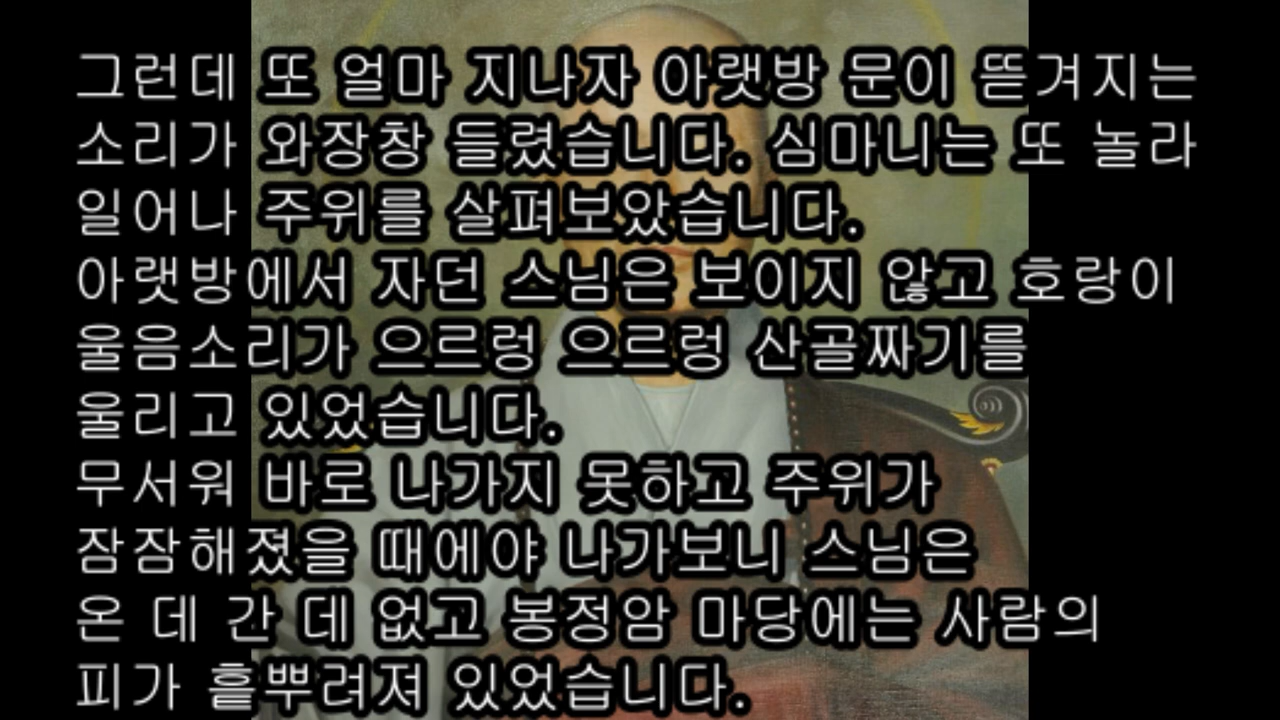 그런데 또 얼마 지나자 아랫방 문이 뜯겨지는
소리가 와장창 들렸습니다. 심마니는 또 놀라
일어나 주위를 살펴보았습니다.
아랫방에서 자던 스님은 보이지 않고 호랑이
울음소리가 으르렁 으르렁 산골짜기를
울리고 있었습니다.
무서워 바로 나가지 못하고 주위가
잠잠해졌을 때에야 나가보니 스님은
온 데 간 데 없고 봉정암 마당에는 사람의
피가 흩뿌려져 있었습니다.